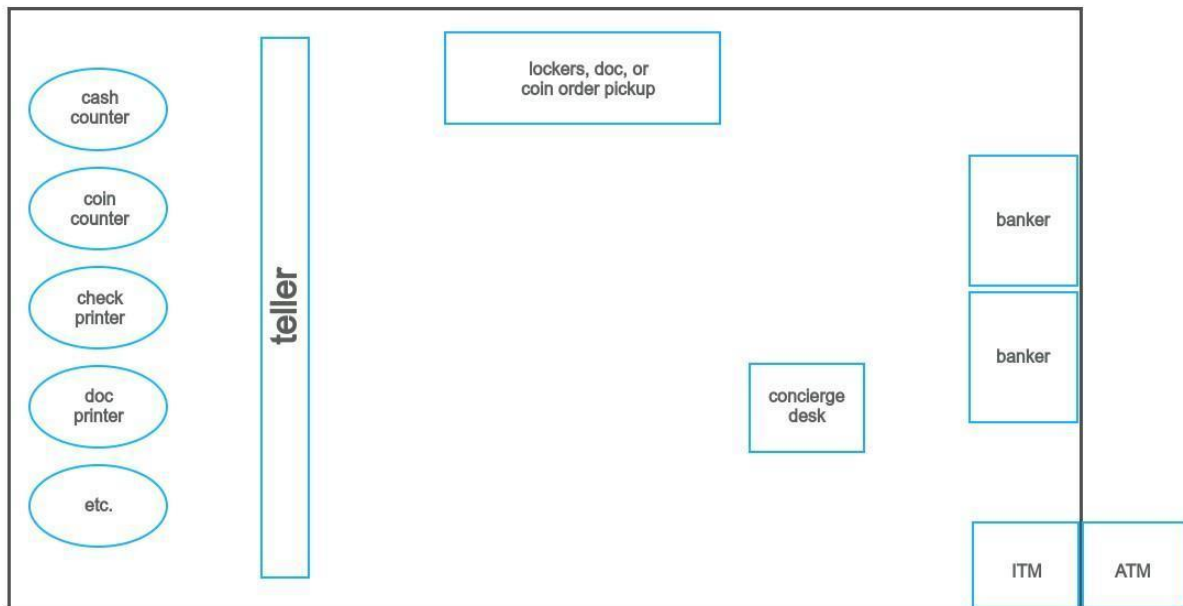 cash
counter
coin
counter
check
printer
doc
printer
etc.
teller
lockers, doc, or
coin order pickup
banker
banker
concierge
desk
ITM
ATM